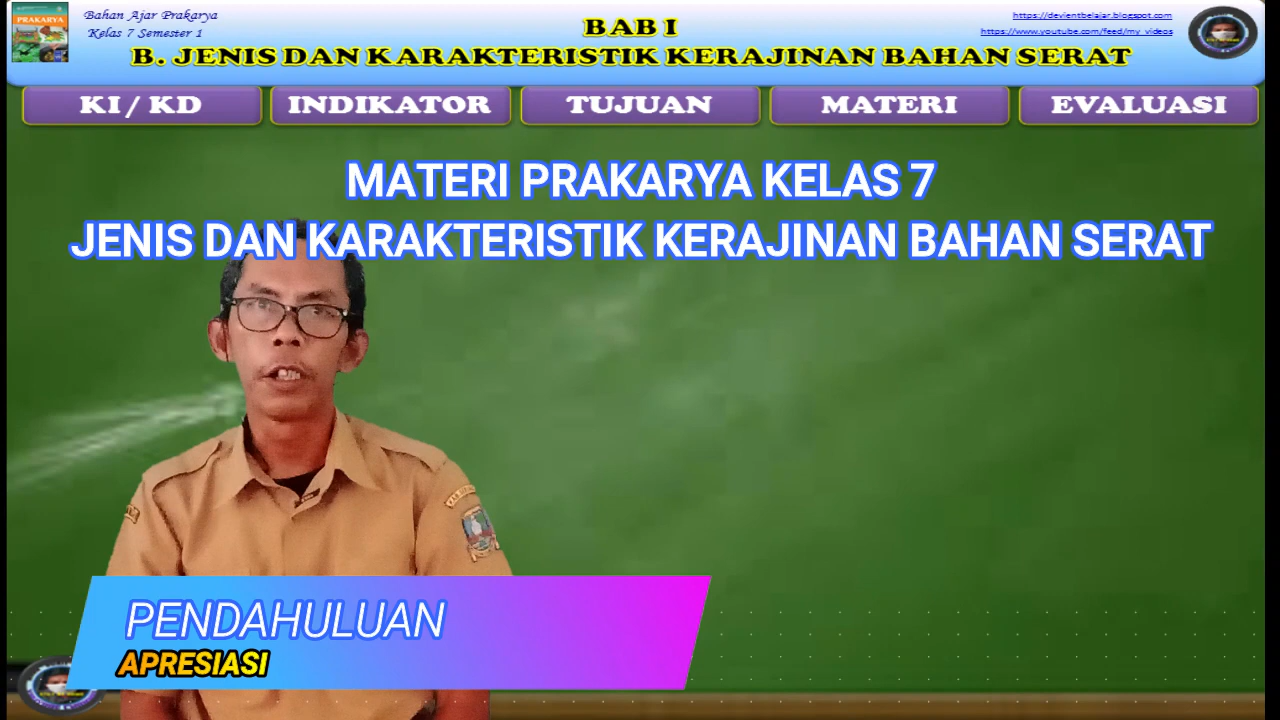 PRAKARYA
Bahan Ajar Prakarya
Kelas 7 Semester 1
BAB I
B. JENIS DAN KARAKTERISTIK KERAJINAN BAHAN SERAT
https://devientbelajar.blogspot.com
https://www.youtube.com/feed/my_videos
KI / KD
INDIKATOR
TUJUAN
MATERI
EVALUASI
MATERI PRAKARYA KELAS 7
JENIS DAN KARAKTERISTIK KERAJINAN BAHAN SERAT
PENDAHULUAN
APRESIASI